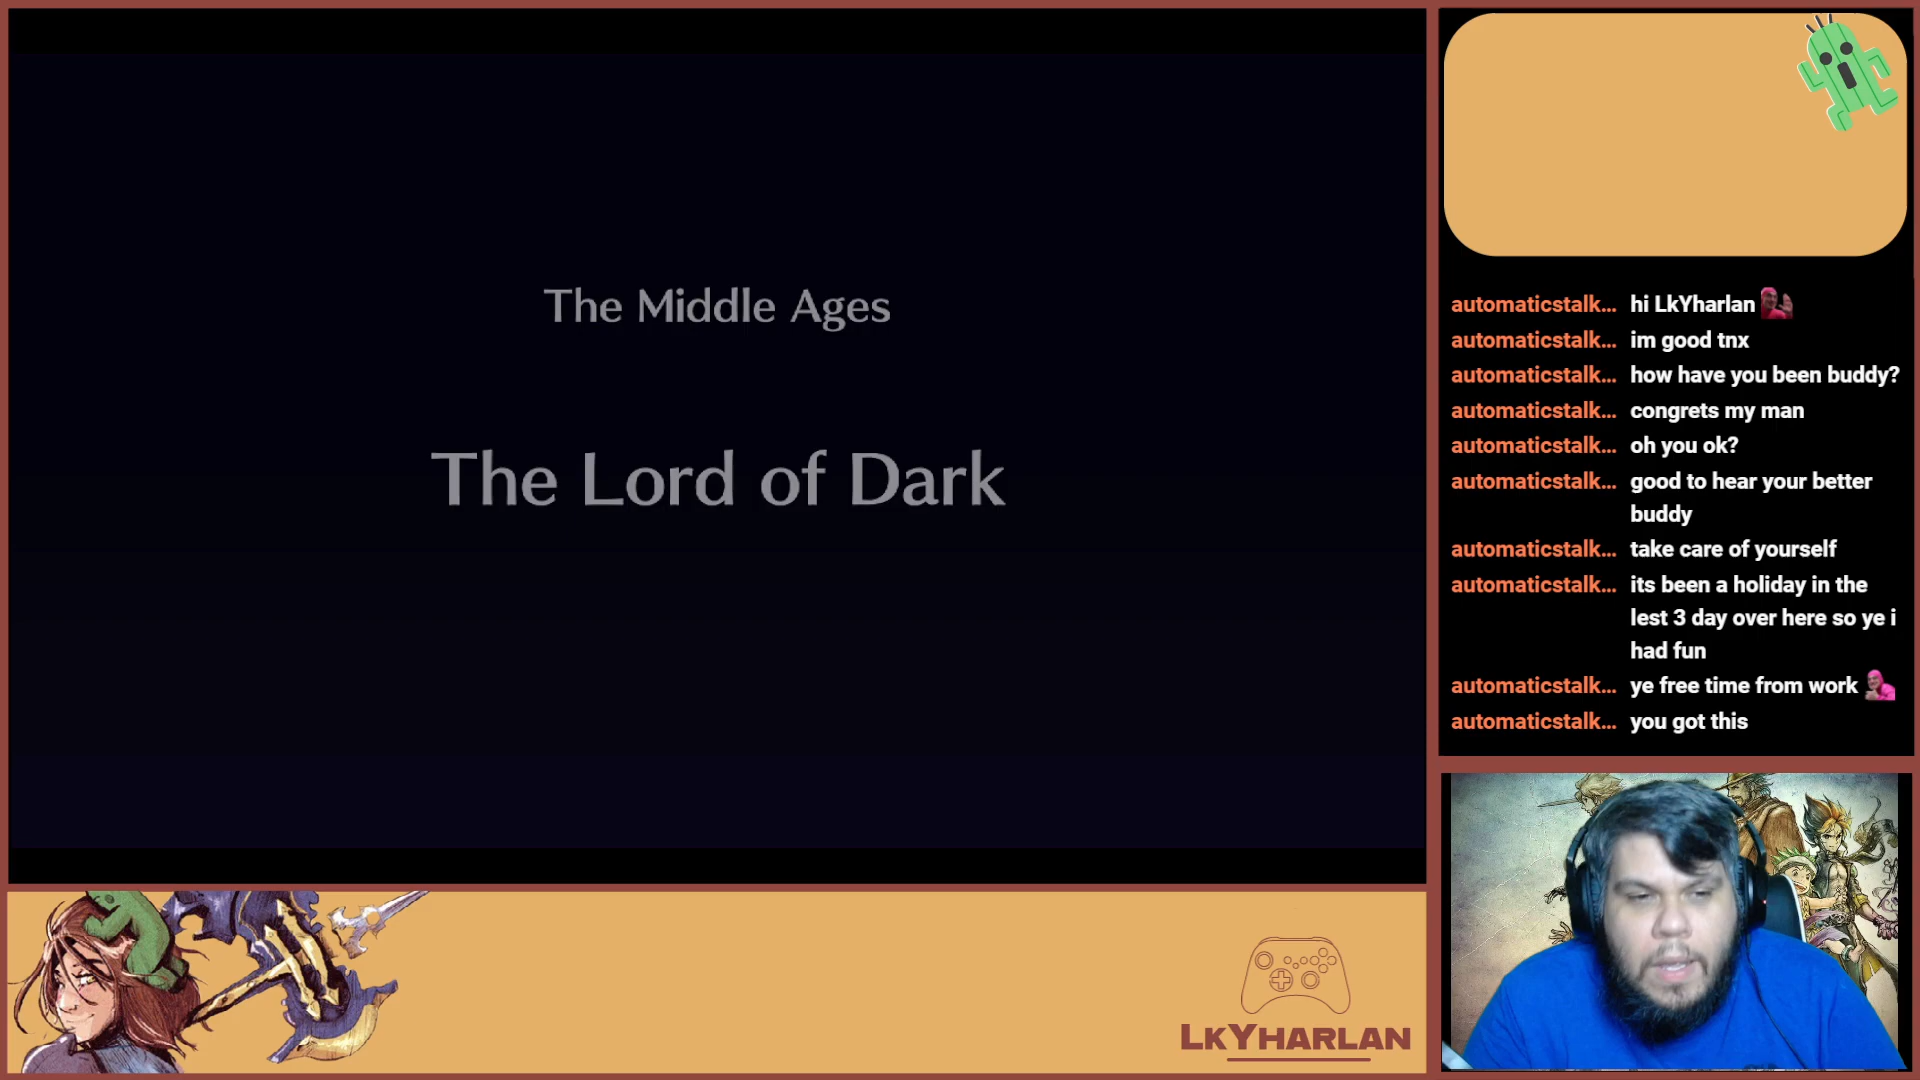 The Middle Ages
The Lord of Dark
automaticstalk... hi LkYharlan
automaticstalk... im good tnx
automaticstalk... how have you been buddy?
automaticstalk... congrets my man
automaticstalk... oh you ok?
automaticstalk... good to hear your better
buddy
automaticstalk... take care of yourself
automaticstalk... its been a holiday in the
lest 3 day over here so ye i
had fun
automaticstalk... ye free time from work
automaticstalk... you got this
LKYHARLAN